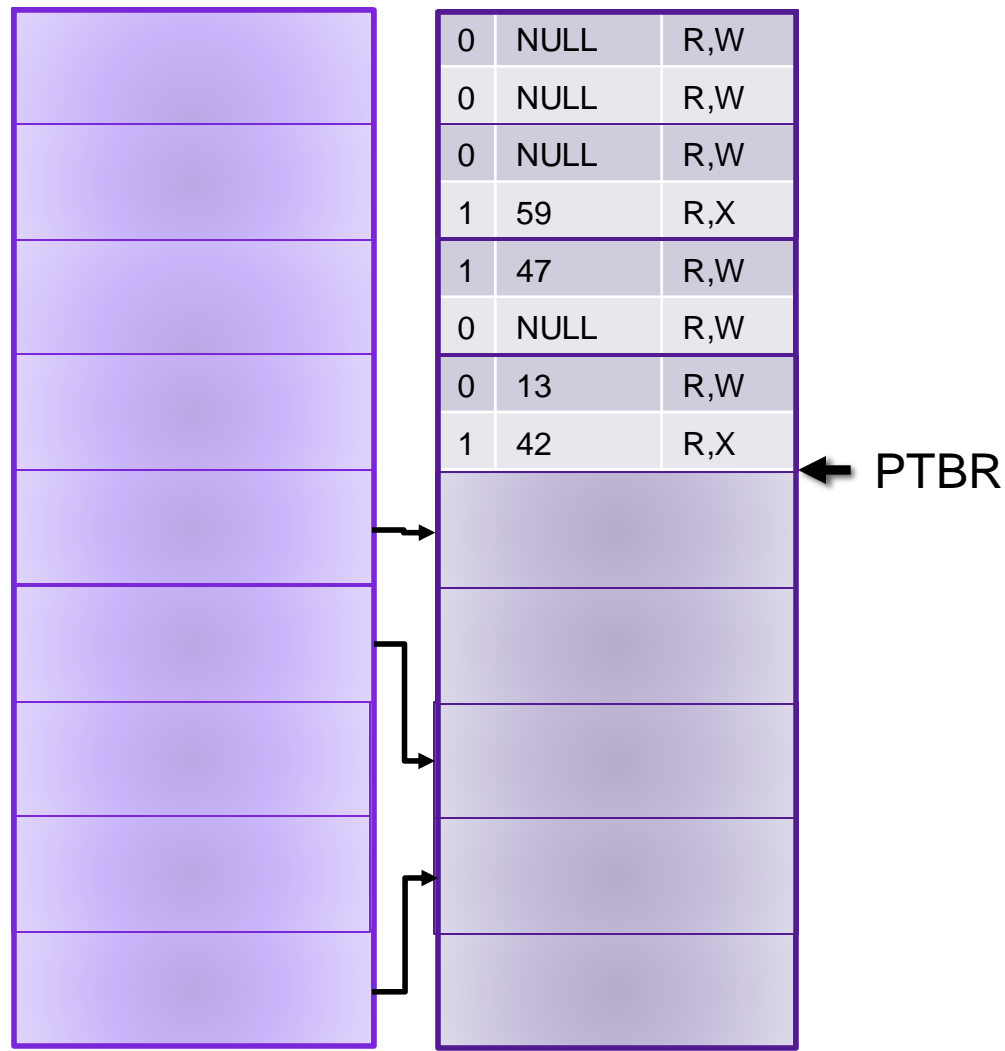 0 NULL R,W
0 NULL R,W
0 NULL R,W
1 59 R,X
1 47 R,W
0 NULL R,W
0 13 R,W
1 42 R,X
PTBR